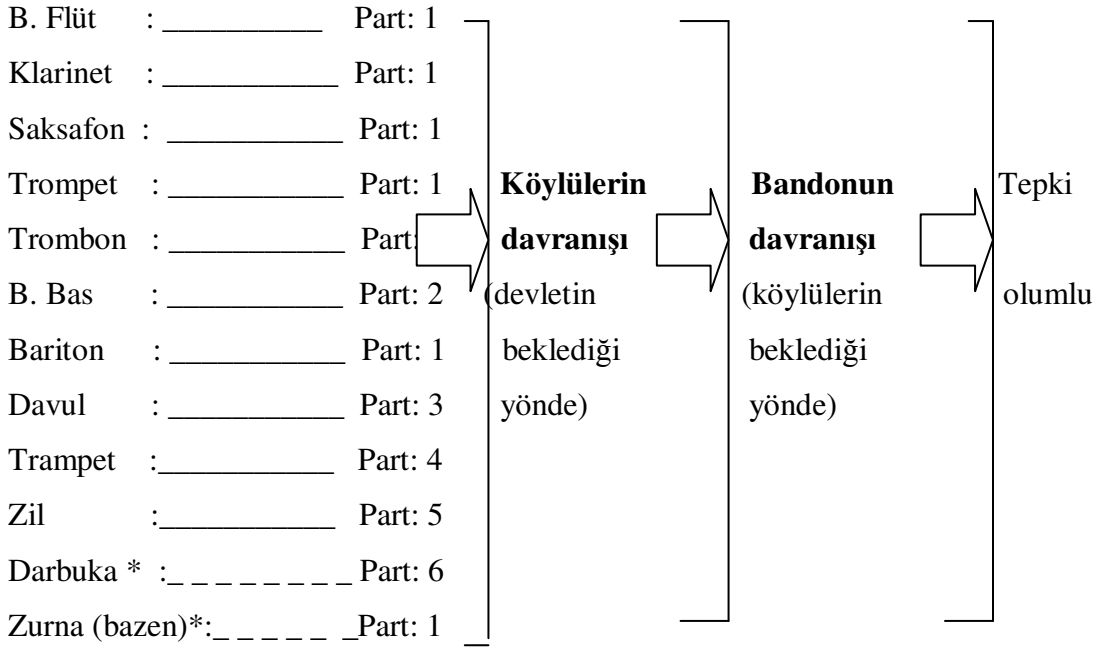 B. Flüt : __________ Part: 1
Klarinet : ___________ Part: 1
Saksafon : ___________ Part: 1
Trompet : ___________ Part: 1 Köylülerin Bandonun Tepki
Trombon : ___________ Part: davranışı davranışı
B. Bas : ___________ Part: 2 (devletin (köylülerin olumlu
Bariton : ___________ Part: 1 beklediği beklediği
Davul : ___________ Part: 3 yönde) yönde)
Trampet :___________ Part: 4
Zil :___________ Part: 5
Darbuka * :_ _ _ _ _ _ _ _ Part: 6
Zurna (bazen)*:_ _ _ _ _ _Part: 1